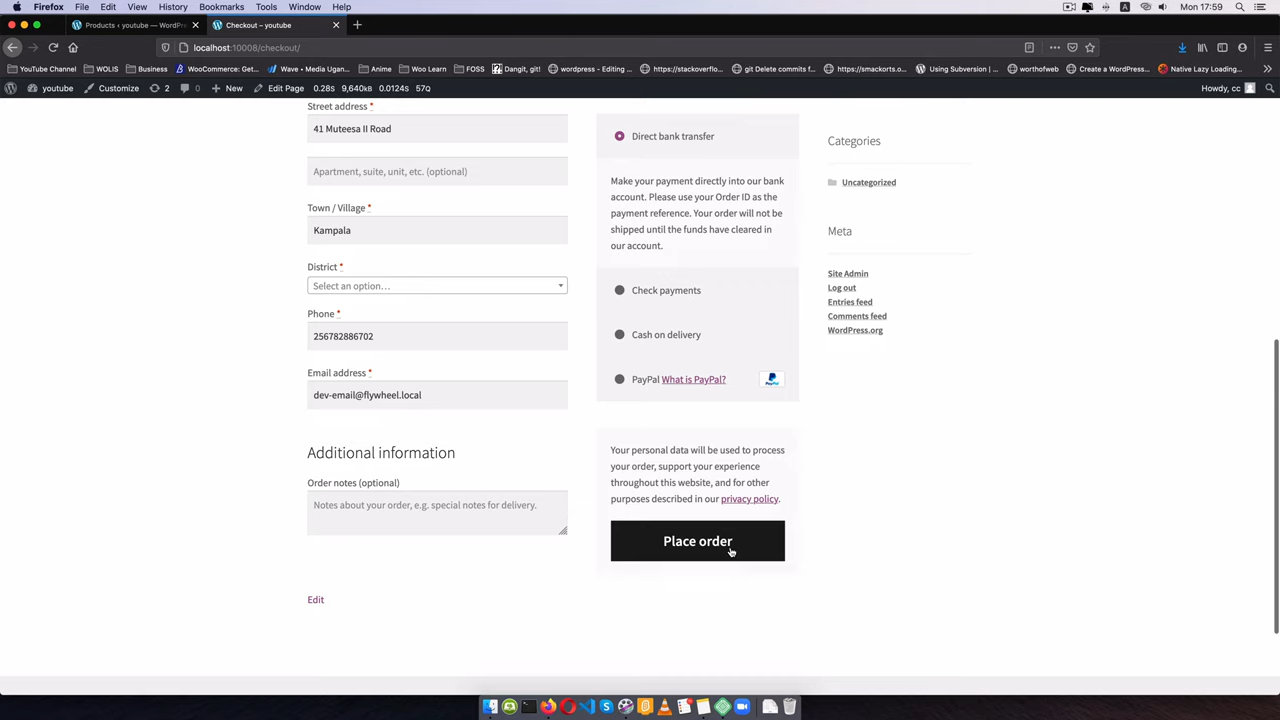 Firefox File Edit View History Bookmarks Tools Window Help Mon 17:59
Products ‹ youtube — WordPre Checkout – youtube
localhost:10008/checkout/
YouTube Channel WOLIS Business WooCommerce: Get... Wave • Media Ugan... Anime Woo Learn FOSS Dangit, git! wordpress - Editing ... https://stackoverflo... git Delete commits f... https://smackorts.o... Using Subversion -|... worthofweb Create a WordPress... Native Lazy Loading...
youtube Customize 2 0 New Edit Page 0.28s 9,640kB 0.0124s 57Q Howdy, cc
Street address *
41 Muteesa II Road
Apartment, suite, unit, etc. (optional)
Town / Village *
Kampala
District *
Select an option…
Phone *
256782886702
Email address *
dev-email@flywheel.local
Additional information
Order notes (optional)
Notes about your order, e.g. special notes for delivery.
Edit
Direct bank transfer
Make your payment directly into our bank
account. Please use your Order ID as the
payment reference. Your order will not be
shipped until the funds have cleared in
our account.
Check payments
Cash on delivery
PayPal What is PayPal?
PayPal
Your personal data will be used to process
your order, support your experience
throughout this website, and for other
purposes described in our privacy policy.
Place order
Categories
Uncategorized
Meta
Site Admin
Log out
Entries feed
Comments feed
WordPress.org